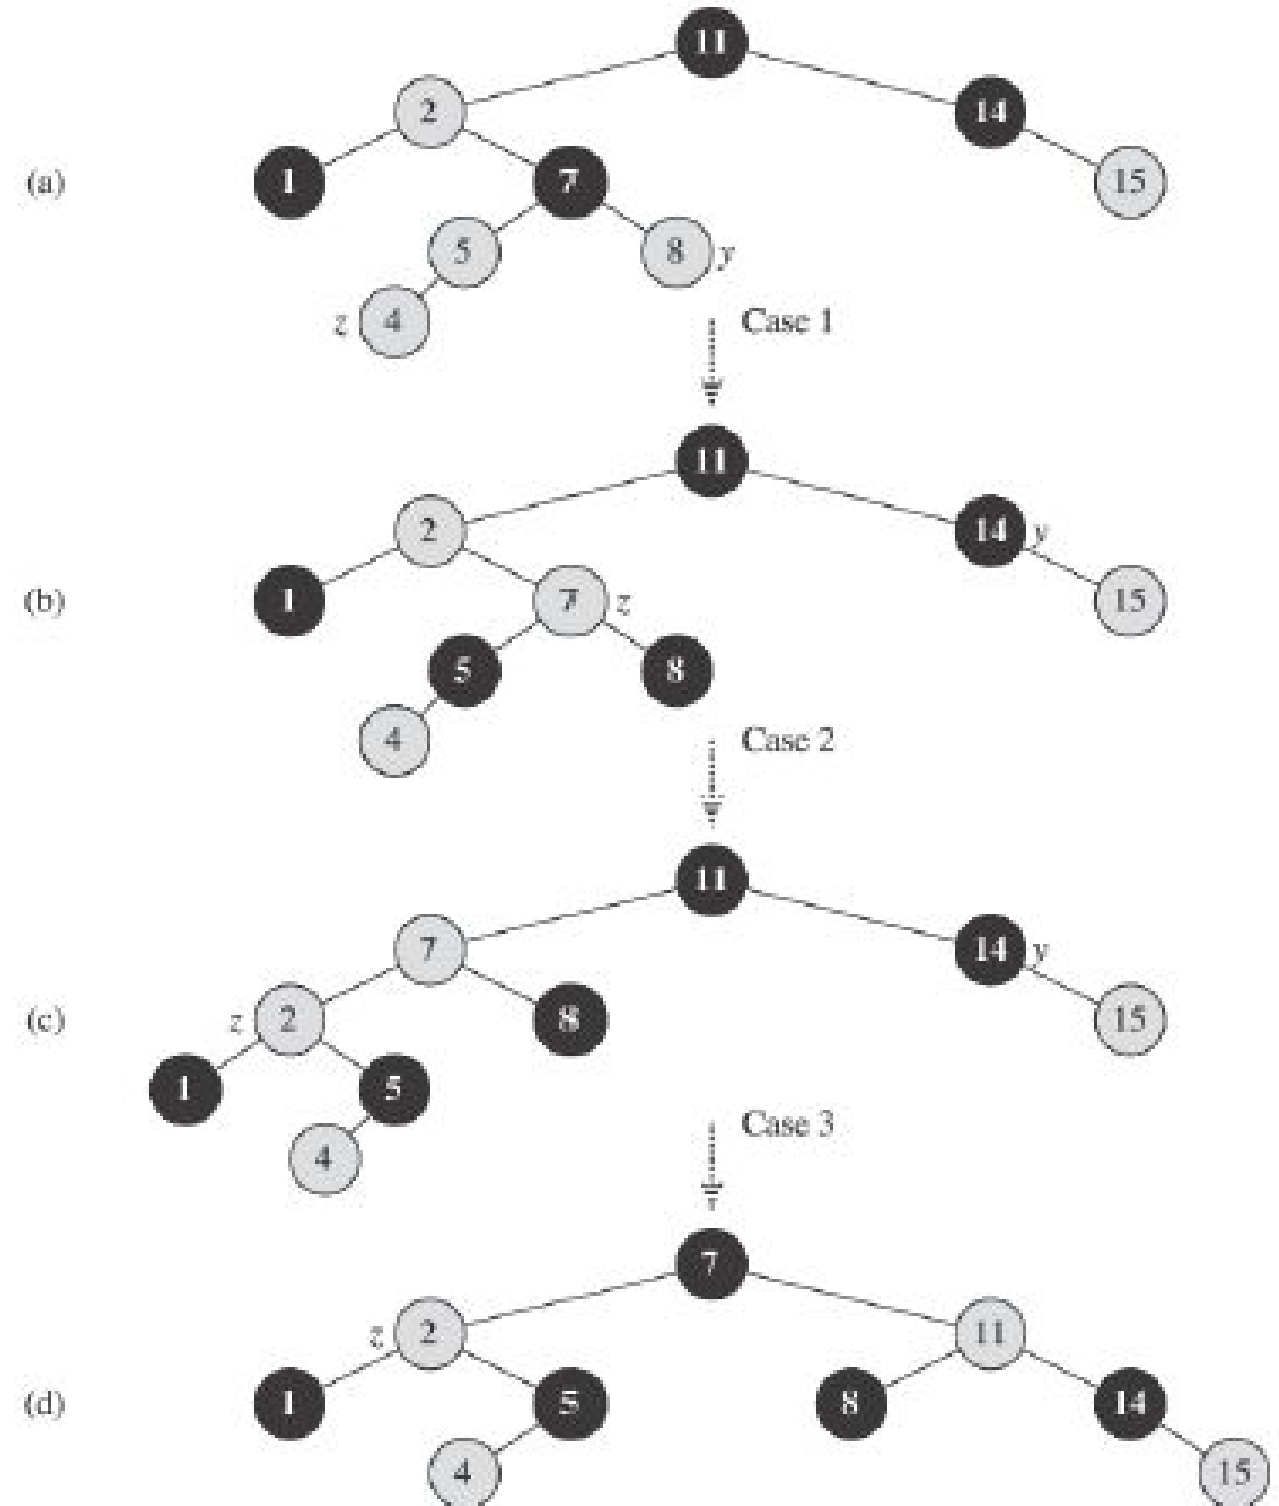 11
2 14
(a) 1 7 15
5 8 y
z 4 Case 1
11
2 14 y
(b) 1 7 z 15
5 8
4 Case 2
11
7 14 y
(c) z 2 8 15
1 5
Case 3
4
7
z 2 11
(d) 1 5 8 14
4 15